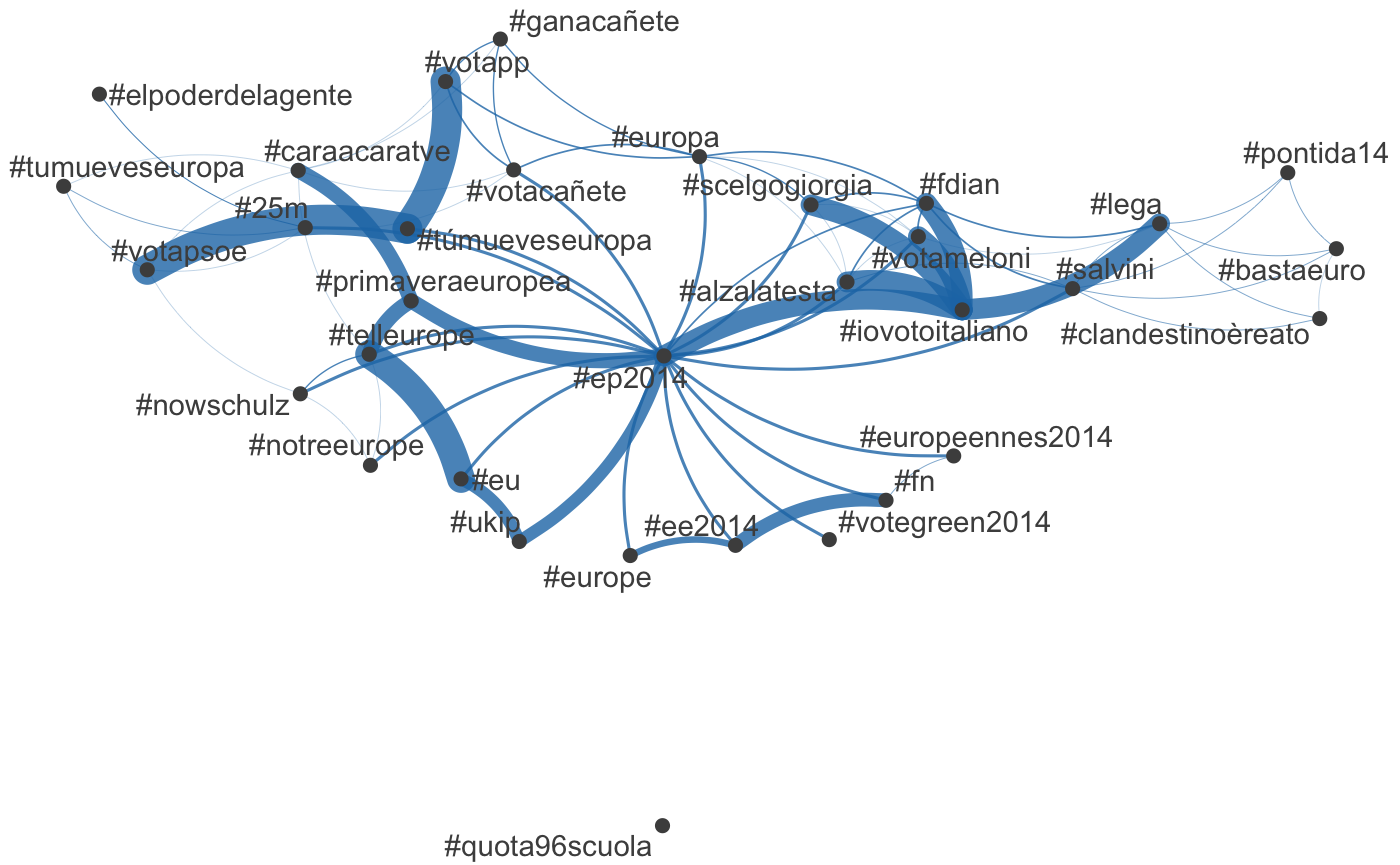 #ganacañete
#votapp
#elpoderdelagente
#europa
#caraacaratve
#pontida14
#tumueveseuropa
#votacañete
#scelgogiorgia
#fdian
#lega
#25m
#túmueveseuropa
#votapsoe
#votameloni
#salvini
#bastaeuro
#primaveraeuropea
#alzalatesta
#iovotoitaliano
#clandestinoèreato
#telleurope
#ep2014
#nowschulz
#notreeurope
#europeennes2014
#eu
#fn
#ukip
#ee2014
#votegreen2014
#europe
#quota96scuola